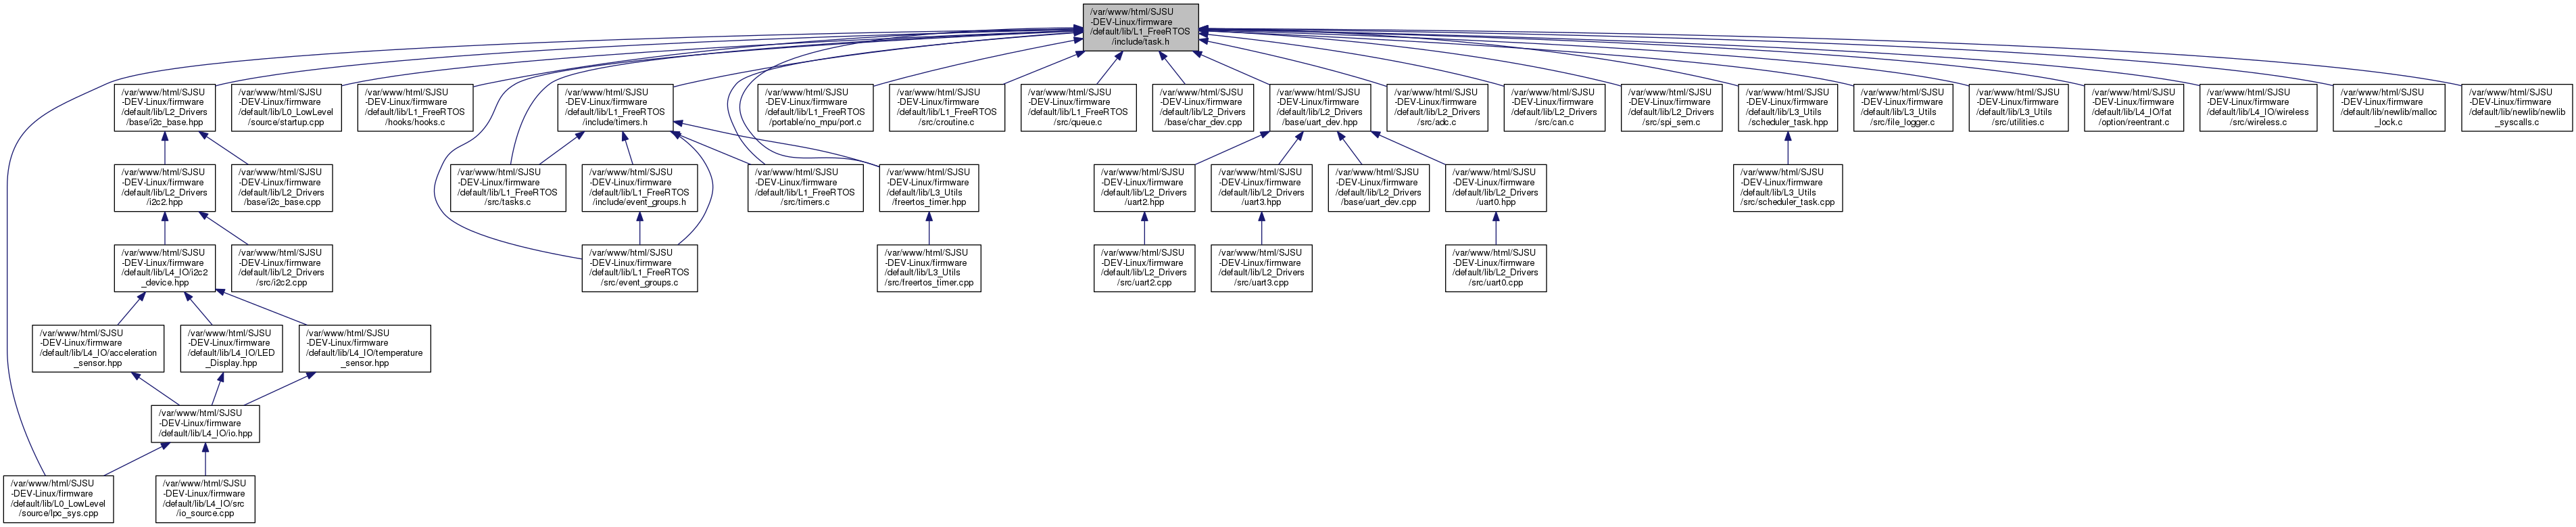 /var/www/html/SJSU
-DEV-Linux/firmware
/default/lib/L1_FreeRTOS
/include/task.h
/var/www/html/SJSU
-DEV-Linux/firmware
/default/lib/L2_Drivers
/base/i2c_base.hpp
/var/www/html/SJSU
-DEV-Linux/firmware
/default/lib/L0_LowLevel
/source/startup.cpp
/var/www/html/SJSU
-DEV-Linux/firmware
/default/lib/L1_FreeRTOS
/hooks/hooks.c
/var/www/html/SJSU
-DEV-Linux/firmware
/default/lib/L1_FreeRTOS
/include/timers.h
/var/www/html/SJSU
-DEV-Linux/firmware
/default/lib/L1_FreeRTOS
/portable/no_mpu/port.c
/var/www/html/SJSU
-DEV-Linux/firmware
/default/lib/L1_FreeRTOS
/src/croutine.c
/var/www/html/SJSU
-DEV-Linux/firmware
/default/lib/L1_FreeRTOS
/src/queue.c
/var/www/html/SJSU
-DEV-Linux/firmware
/default/lib/L2_Drivers
/base/char_dev.cpp
/var/www/html/SJSU
-DEV-Linux/firmware
/default/lib/L2_Drivers
/base/uart_dev.hpp
/var/www/html/SJSU
-DEV-Linux/firmware
/default/lib/L2_Drivers
/src/adc.c
/var/www/html/SJSU
-DEV-Linux/firmware
/default/lib/L2_Drivers
/src/can.c
/var/www/html/SJSU
-DEV-Linux/firmware
/default/lib/L2_Drivers
/src/spi_sem.c
/var/www/html/SJSU
-DEV-Linux/firmware
/default/lib/L3_Utils
/scheduler_task.hpp
/var/www/html/SJSU
-DEV-Linux/firmware
/default/lib/L3_Utils
/src/file_logger.c
/var/www/html/SJSU
-DEV-Linux/firmware
/default/lib/L3_Utils
/src/utilities.c
/var/www/html/SJSU
-DEV-Linux/firmware
/default/lib/L4_IO/fat
/option/reentrant.c
/var/www/html/SJSU
-DEV-Linux/firmware
/default/lib/L4_IO/wireless
/src/wireless.c
/var/www/html/SJSU
-DEV-Linux/firmware
/default/lib/newlib/malloc
_lock.c
/var/www/html/SJSU
-DEV-Linux/firmware
/default/lib/newlib/newlib
_syscalls.c
/var/www/html/SJSU
-DEV-Linux/firmware
/default/lib/L2_Drivers
/i2c2.hpp
/var/www/html/SJSU
-DEV-Linux/firmware
/default/lib/L2_Drivers
/base/i2c_base.cpp
/var/www/html/SJSU
-DEV-Linux/firmware
/default/lib/L1_FreeRTOS
/src/tasks.c
/var/www/html/SJSU
-DEV-Linux/firmware
/default/lib/L1_FreeRTOS
/include/event_groups.h
/var/www/html/SJSU
-DEV-Linux/firmware
/default/lib/L1_FreeRTOS
/src/timers.c
/var/www/html/SJSU
-DEV-Linux/firmware
/default/lib/L3_Utils
/freertos_timer.hpp
/var/www/html/SJSU
-DEV-Linux/firmware
/default/lib/L2_Drivers
/uart2.hpp
/var/www/html/SJSU
-DEV-Linux/firmware
/default/lib/L2_Drivers
/uart3.hpp
/var/www/html/SJSU
-DEV-Linux/firmware
/default/lib/L2_Drivers
/base/uart_dev.cpp
/var/www/html/SJSU
-DEV-Linux/firmware
/default/lib/L2_Drivers
/uart0.hpp
/var/www/html/SJSU
-DEV-Linux/firmware
/default/lib/L3_Utils
/src/scheduler_task.cpp
/var/www/html/SJSU
-DEV-Linux/firmware
/default/lib/L4_IO/i2c2
_device.hpp
/var/www/html/SJSU
-DEV-Linux/firmware
/default/lib/L2_Drivers
/src/i2c2.cpp
/var/www/html/SJSU
-DEV-Linux/firmware
/default/lib/L1_FreeRTOS
/src/event_groups.c
/var/www/html/SJSU
-DEV-Linux/firmware
/default/lib/L3_Utils
/src/freertos_timer.cpp
/var/www/html/SJSU
-DEV-Linux/firmware
/default/lib/L2_Drivers
/src/uart2.cpp
/var/www/html/SJSU
-DEV-Linux/firmware
/default/lib/L2_Drivers
/src/uart3.cpp
/var/www/html/SJSU
-DEV-Linux/firmware
/default/lib/L2_Drivers
/src/uart0.cpp
/var/www/html/SJSU
-DEV-Linux/firmware
/default/lib/L4_IO/acceleration
_sensor.hpp
/var/www/html/SJSU
-DEV-Linux/firmware
/default/lib/L4_IO/LED
_Display.hpp
/var/www/html/SJSU
-DEV-Linux/firmware
/default/lib/L4_IO/temperature
_sensor.hpp
/var/www/html/SJSU
-DEV-Linux/firmware
/default/lib/L4_IO/io.hpp
/var/www/html/SJSU
-DEV-Linux/firmware
/default/lib/L0_LowLevel
/source/lpc_sys.cpp
/var/www/html/SJSU
-DEV-Linux/firmware
/default/lib/L4_IO/src
/io_source.cpp